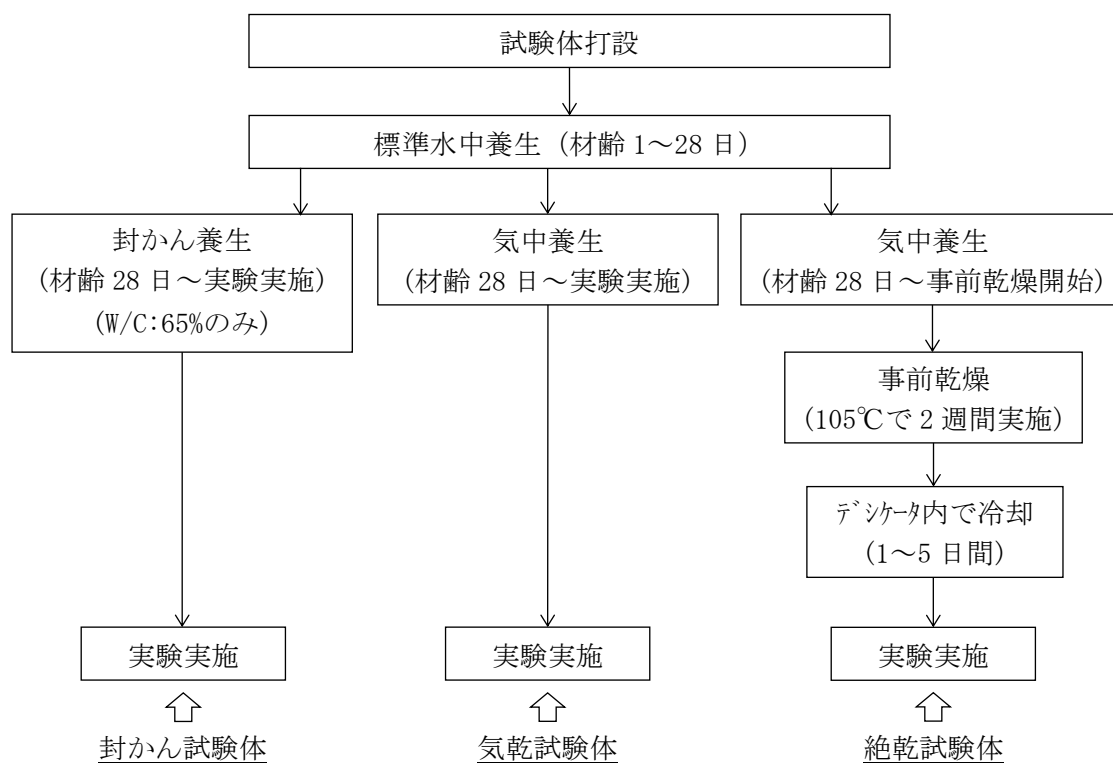 試験体打設
標準水中養生 (材齢 1～28 日)
封かん養生
(材齢 28 日～実験実施)
(W/C:65%のみ)
気中養生
(材齢 28 日～実験実施)
気中養生
(材齢 28 日～事前乾燥開始)
事前乾燥
(105℃で 2 週間実施)
ﾃﾞｼｹｰﾀ内で冷却
(1～5 日間)
実験実施
実験実施
実験実施
封かん試験体
気乾試験体
絶乾試験体